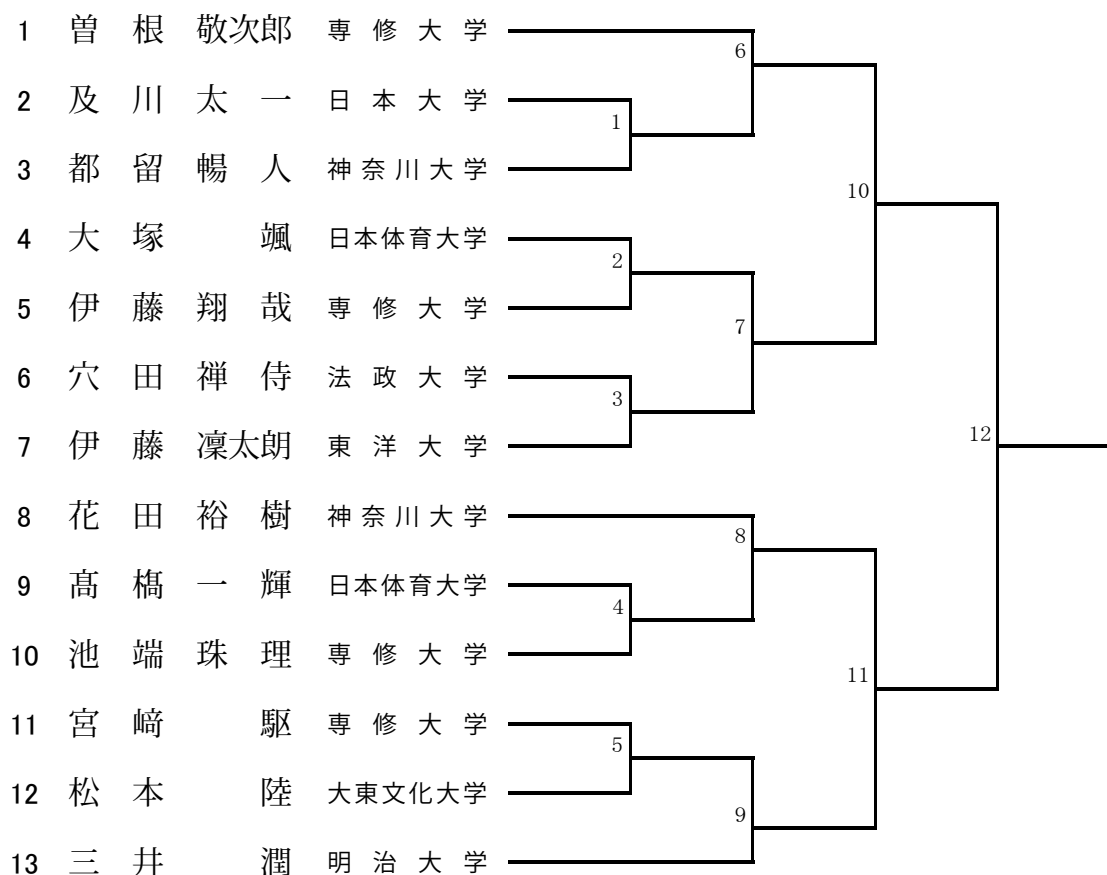 1 曽根敬次郎 専修大学
6
2 及川太一 日本大学
1
3 都留暢人 神奈川大学
10
4 大塚颯 日本体育大学
2
5 伊藤翔哉 専修大学
7
6 穴田禅侍 法政大学
3
7 伊藤凜太朗 東洋大学
12
8 花田裕樹 神奈川大学
8
9 髙橋一輝 日本体育大学
4
10 池端珠理 専修大学
11
11 宮﨑駆 専修大学
5
12 松本陸 大東文化大学
9
13 三井潤 明治大学